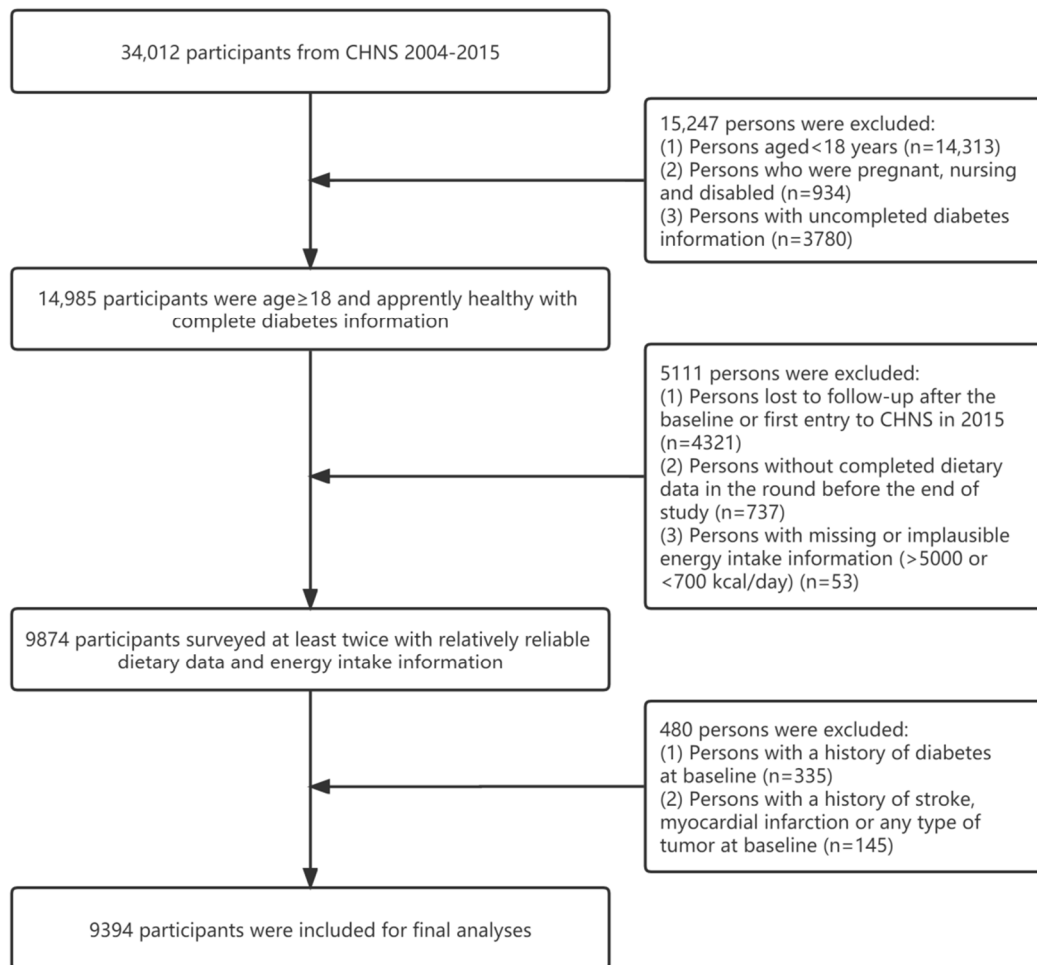 34,012 participants from CHNS 2004-2015
15,247 persons were excluded:
(1) Persons aged<18 years (n=14,313)
(2) Persons who were pregnant, nursing
and disabled (n=934)
(3) Persons with uncompleted diabetes
information (n=3780)
14,985 participants were age≥18 and apprently healthy with
complete diabetes information
5111 persons were excluded:
(1) Persons lost to follow-up after the
baseline or first entry to CHNS in 2015
(n=4321)
(2) Persons without completed dietary
data in the round before the end of
study (n=737)
(3) Persons with missing or implausible
energy intake information (>5000 or
<700 kcal/day) (n=53)
9874 participants surveyed at least twice with relatively reliable
dietary data and energy intake information
480 persons were excluded:
(1) Persons with a history of diabetes
at baseline (n=335)
(2) Persons with a history of stroke,
myocardial infarction or any type of
tumor at baseline (n=145)
9394 participants were included for final analyses